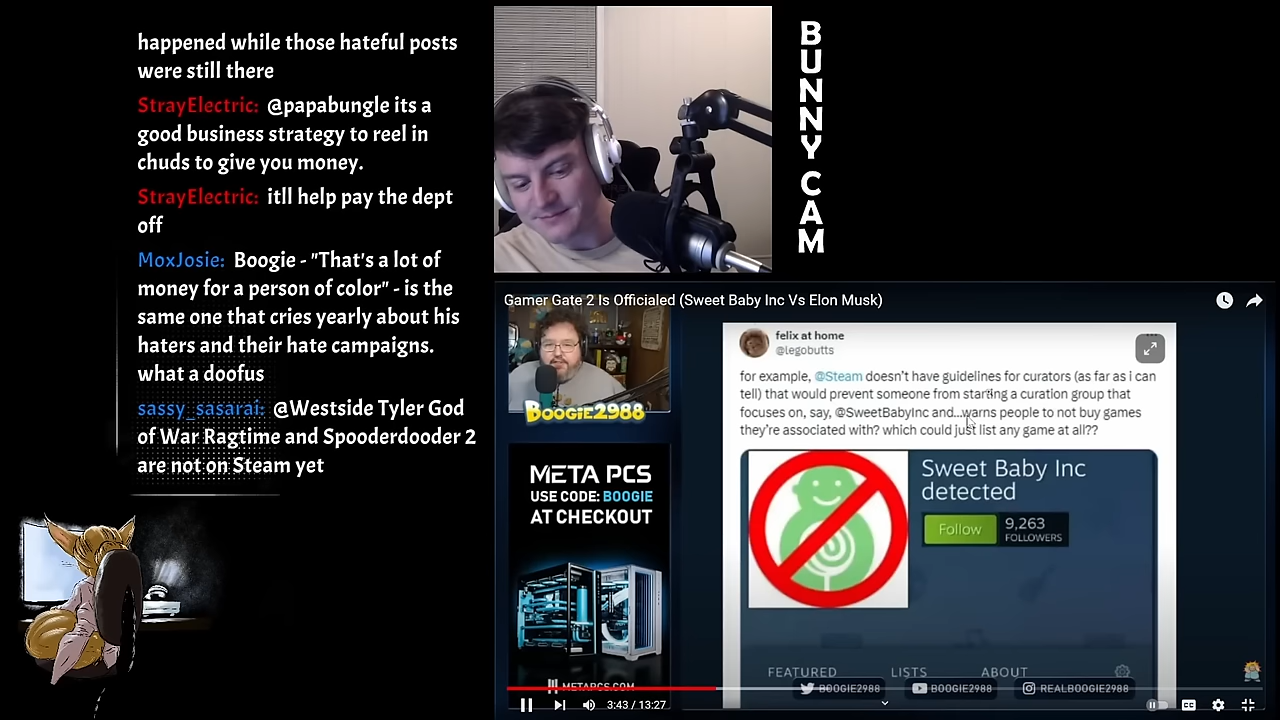 happened while those hateful posts
were still there
StrayElectric: @papabungle its a
good business strategy to reel in
chuds to give you money.
StrayElectric: itll help pay the dept
off
MoxJosie: Boogie - "That's a lot of
money for a person of color" - is the
same one that cries yearly about his
haters and their hate campaigns.
what a doofus
sassy_sasarai: @Westside Tyler God
of War Ragtime and Spooderdooder 2
are not on Steam yet
BUNNY CAM
Gamer Gate 2 Is Officialed (Sweet Baby Inc Vs Elon Musk)
BOOGIE2988
META PCS
USE CODE: BOOGIE
AT CHECKOUT
METAPCS.COM
felix at home
@legobutts
for example, @Steam doesn't have guidelines for curators (as far as i can
tell) that would prevent someone from starting a curation group that
focuses on, say, @SweetBabyInc and...warns people to not buy games
they're associated with? which could just list any game at all??
Sweet Baby Inc
detected
Follow
9,263
FOLLOWERS
FEATURED LISTS ABOUT
BOOGIE2988 BOOGIE2988 REALBOOGIE2988
3:43 / 13:27
CC